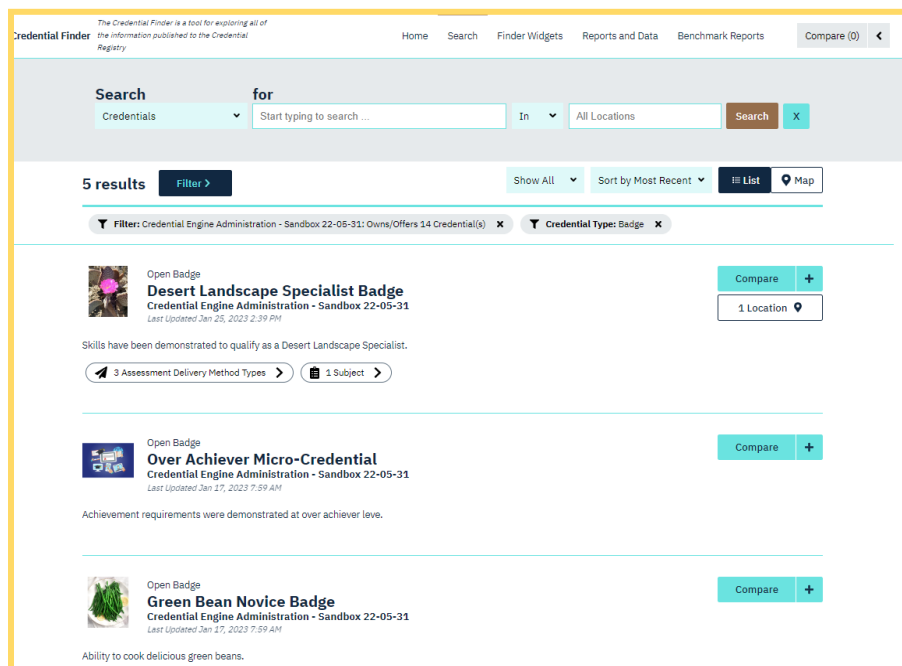 Credential Finder
The Credential Finder is a tool for exploring all of
the information published to the Credential
Registry
Home Search Finder Widgets Reports and Data Benchmark Reports Compare (0)
Search for
Credentials Start typing to search ... In All Locations Search X
5 results Filter Show All Sort by Most Recent List Map
Filter: Credential Engine Administration - Sandbox 22-05-31: Owns/Offers 14 Credential(s) × Credential Type: Badge ×
Open Badge
Desert Landscape Specialist Badge
Credential Engine Administration - Sandbox 22-05-31
Last Updated Jan 25, 2023 2:39 PM
Compare +
1 Location
Skills have been demonstrated to qualify as a Desert Landscape Specialist.
3 Assessment Delivery Method Types 1 Subject
Open Badge
Over Achiever Micro-Credential
Credential Engine Administration - Sandbox 22-05-31
Last Updated Jan 17, 2023 7:59 AM
Compare +
Achievement requirements were demonstrated at over achiever leve.
Open Badge
Green Bean Novice Badge
Credential Engine Administration - Sandbox 22-05-31
Last Updated Jan 17, 2023 7:59 AM
Compare +
Ability to cook delicious green beans.